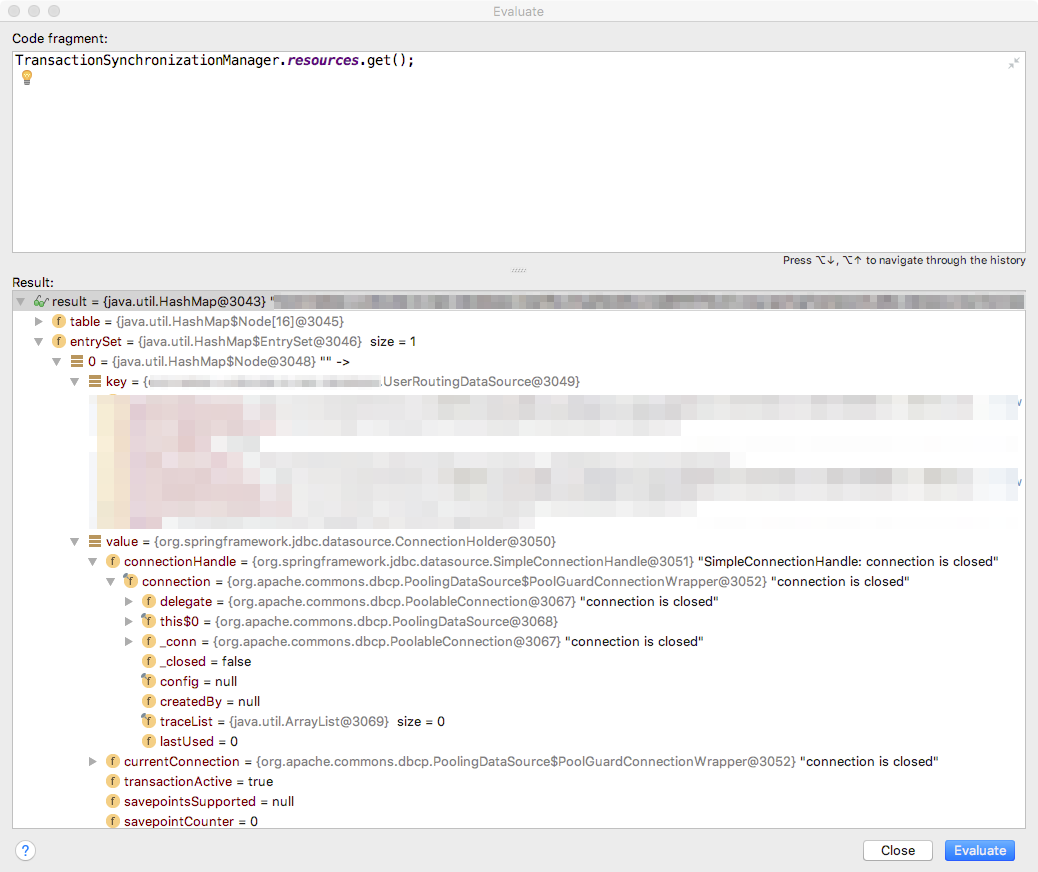 Evaluate
Code fragment:
TransactionSynchronizationManager.resources.get();
Press ⌥↓, ⌥↑ to navigate through the history
Result:
result = {java.util.HashMap@3043} "
f table = {java.util.HashMap$Node[16]@3045}
f entrySet = {java.util.HashMap$EntrySet@3046} size = 1
0 = {java.util.HashMap$Node@3048} "" ->
key = { .UserRoutingDataSource@3049}
value = {org.springframework.jdbc.datasource.ConnectionHolder@3050}
f connectionHandle = {org.springframework.jdbc.datasource.SimpleConnectionHandle@3051} "SimpleConnectionHandle: connection is closed"
f connection = {org.apache.commons.dbcp.PoolingDataSource$PoolGuardConnectionWrapper@3052} "connection is closed"
f delegate = {org.apache.commons.dbcp.PoolableConnection@3067} "connection is closed"
f this$0 = {org.apache.commons.dbcp.PoolingDataSource@3068}
f _conn = {org.apache.commons.dbcp.PoolableConnection@3067} "connection is closed"
f _closed = false
f config = null
f createdBy = null
f traceList = {java.util.ArrayList@3069} size = 0
f lastUsed = 0
f currentConnection = {org.apache.commons.dbcp.PoolingDataSource$PoolGuardConnectionWrapper@3052} "connection is closed"
f transactionActive = true
f savepointsSupported = null
f savepointCounter = 0
?
Close
Evaluate